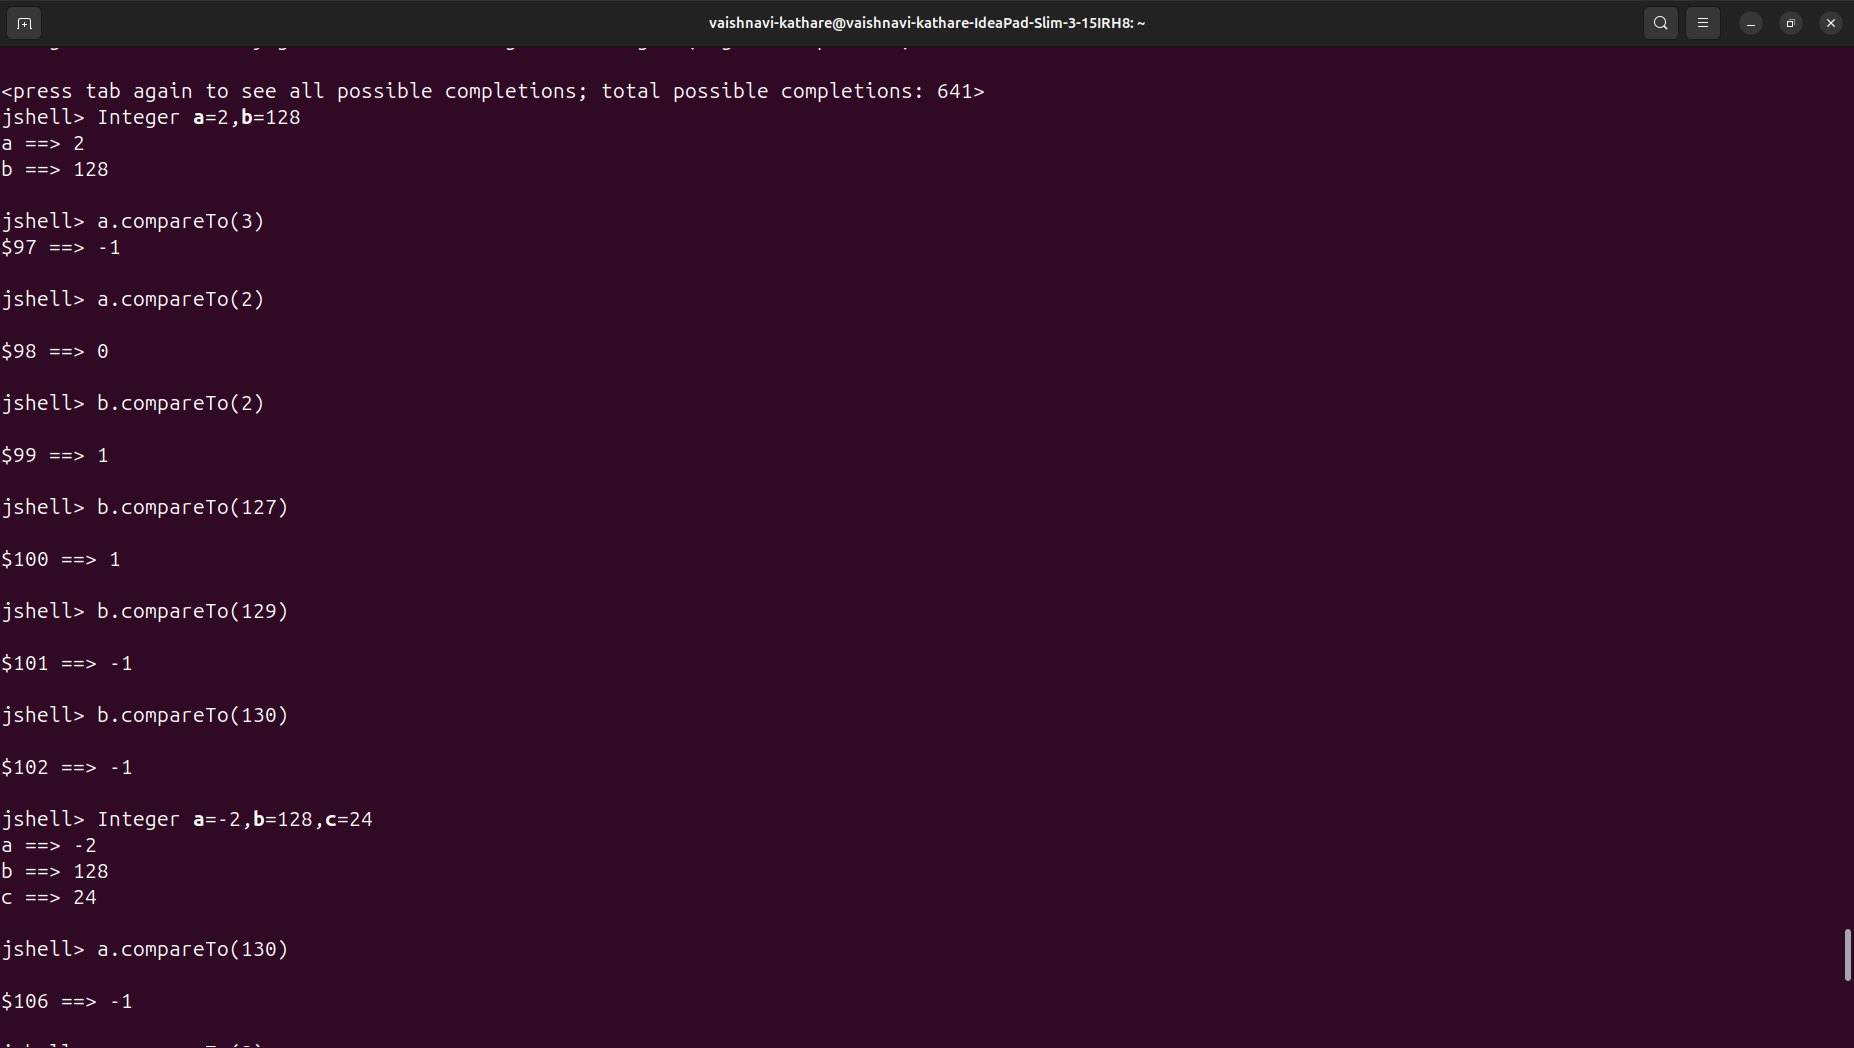 vaishnavi-kathare@vaishnavi-kathare-IdeaPad-Slim-3-15IRH8: ~
<press tab again to see all possible completions; total possible completions: 641>
jshell> Integer a=2,b=128
a ==> 2
b ==> 128
jshell> a.compareTo(3)
$97 ==> -1
jshell> a.compareTo(2)
$98 ==> 0
jshell> b.compareTo(2)
$99 ==> 1
jshell> b.compareTo(127)
$100 ==> 1
jshell> b.compareTo(129)
$101 ==> -1
jshell> b.compareTo(130)
$102 ==> -1
jshell> Integer a=-2,b=128,c=24
a ==> -2
b ==> 128
c ==> 24
jshell> a.compareTo(130)
$106 ==> -1